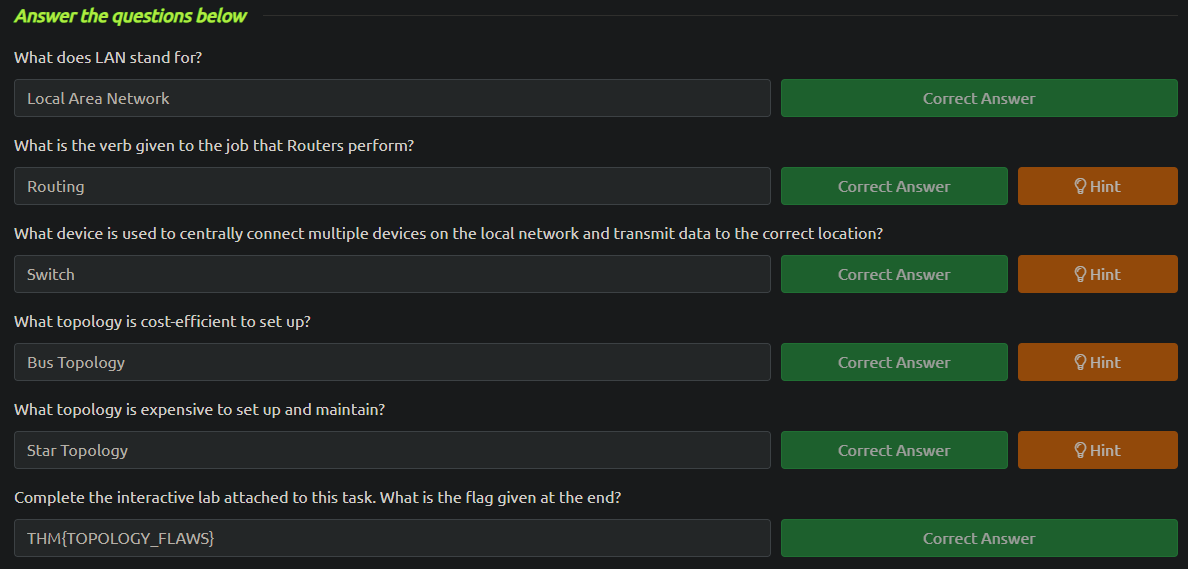 Answer the questions below
What does LAN stand for?
Local Area Network
Correct Answer
What is the verb given to the job that Routers perform?
Routing
Correct Answer
Hint
What device is used to centrally connect multiple devices on the local network and transmit data to the correct location?
Switch
Correct Answer
Hint
What topology is cost-efficient to set up?
Bus Topology
Correct Answer
Hint
What topology is expensive to set up and maintain?
Star Topology
Correct Answer
Hint
Complete the interactive lab attached to this task. What is the flag given at the end?
THM{TOPOLOGY_FLAWS}
Correct Answer